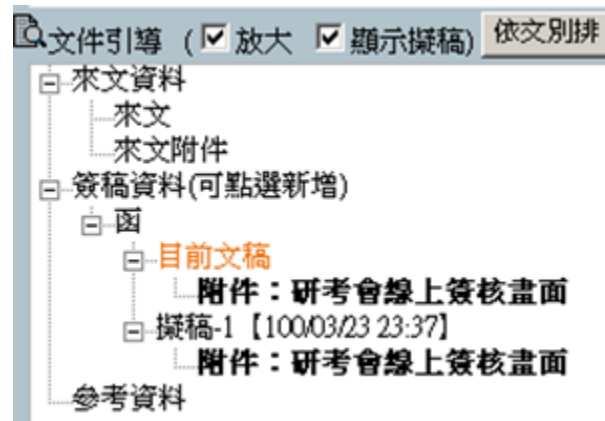 文件引導 (放大 顯示擬稿) 依文別排
來文資料
來文
來文附件
簽稿資料(可點選新增)
函
目前文稿
附件：研考會線上簽核畫面
擬稿-1【100/03/23 23:37】
附件：研考會線上簽核畫面
參考資料